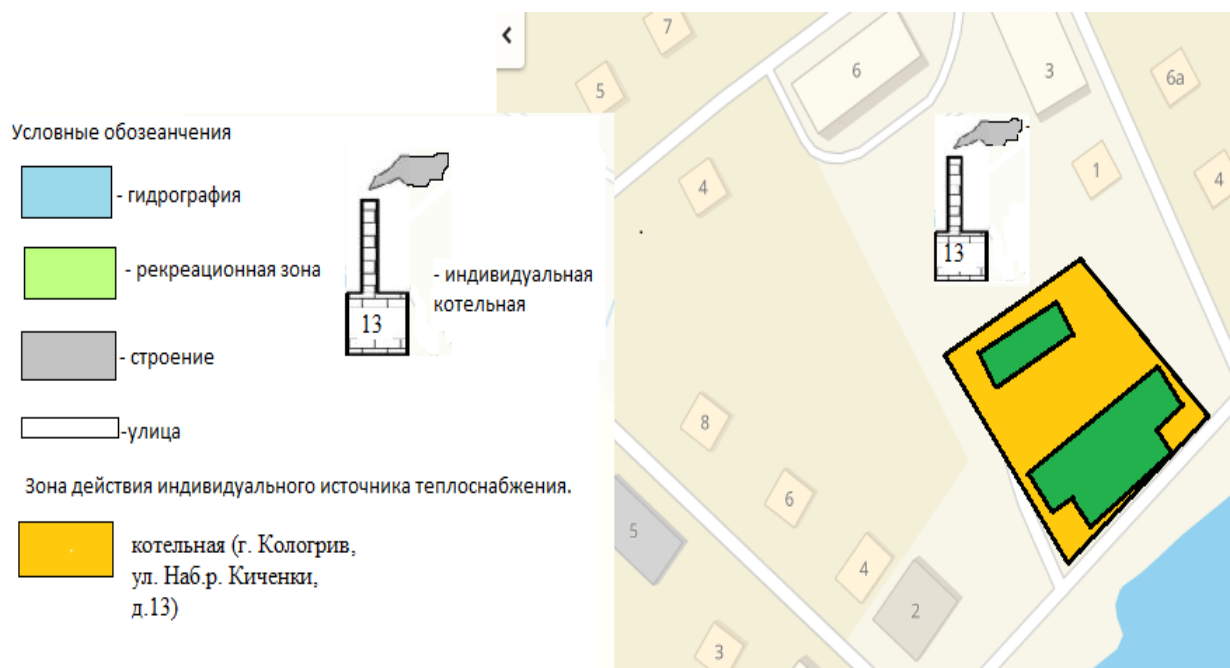 Условные обозеанчения
- гидрография
- рекреационная зона
- строение
-улица
13
- индивидуальная
котельная
Зона действия индивидуального источника теплоснабжения.
котельная (г. Кологрив,
ул. Наб.р. Киченки,
д.13)
7
5
6
3
6а
4
1
4
13
8
6
5
4
2
3